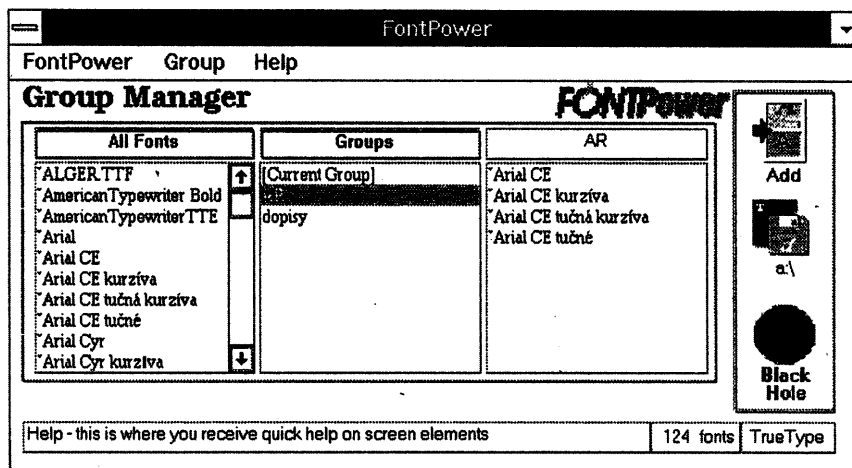 FontPower
FontPower Group Help
Group Manager
FONTPower
All Fonts
ALGER.TTF
AmericanTypewriter Bold
AmericanTypewriterTTE
Arial
Arial CE
Arial CE kurzíva
Arial CE tučná kurzíva
Arial CE tučné
Arial Cyr
Arial Cyr kurzíva
Groups
[Current Group]
dopisy
AR
Arial CE
Arial CE kurzíva
Arial CE tučná kurzíva
Arial CE tučné
Add
a:\
Black
Hole
Help - this is where you receive quick help on screen elements
124 fonts
TrueType